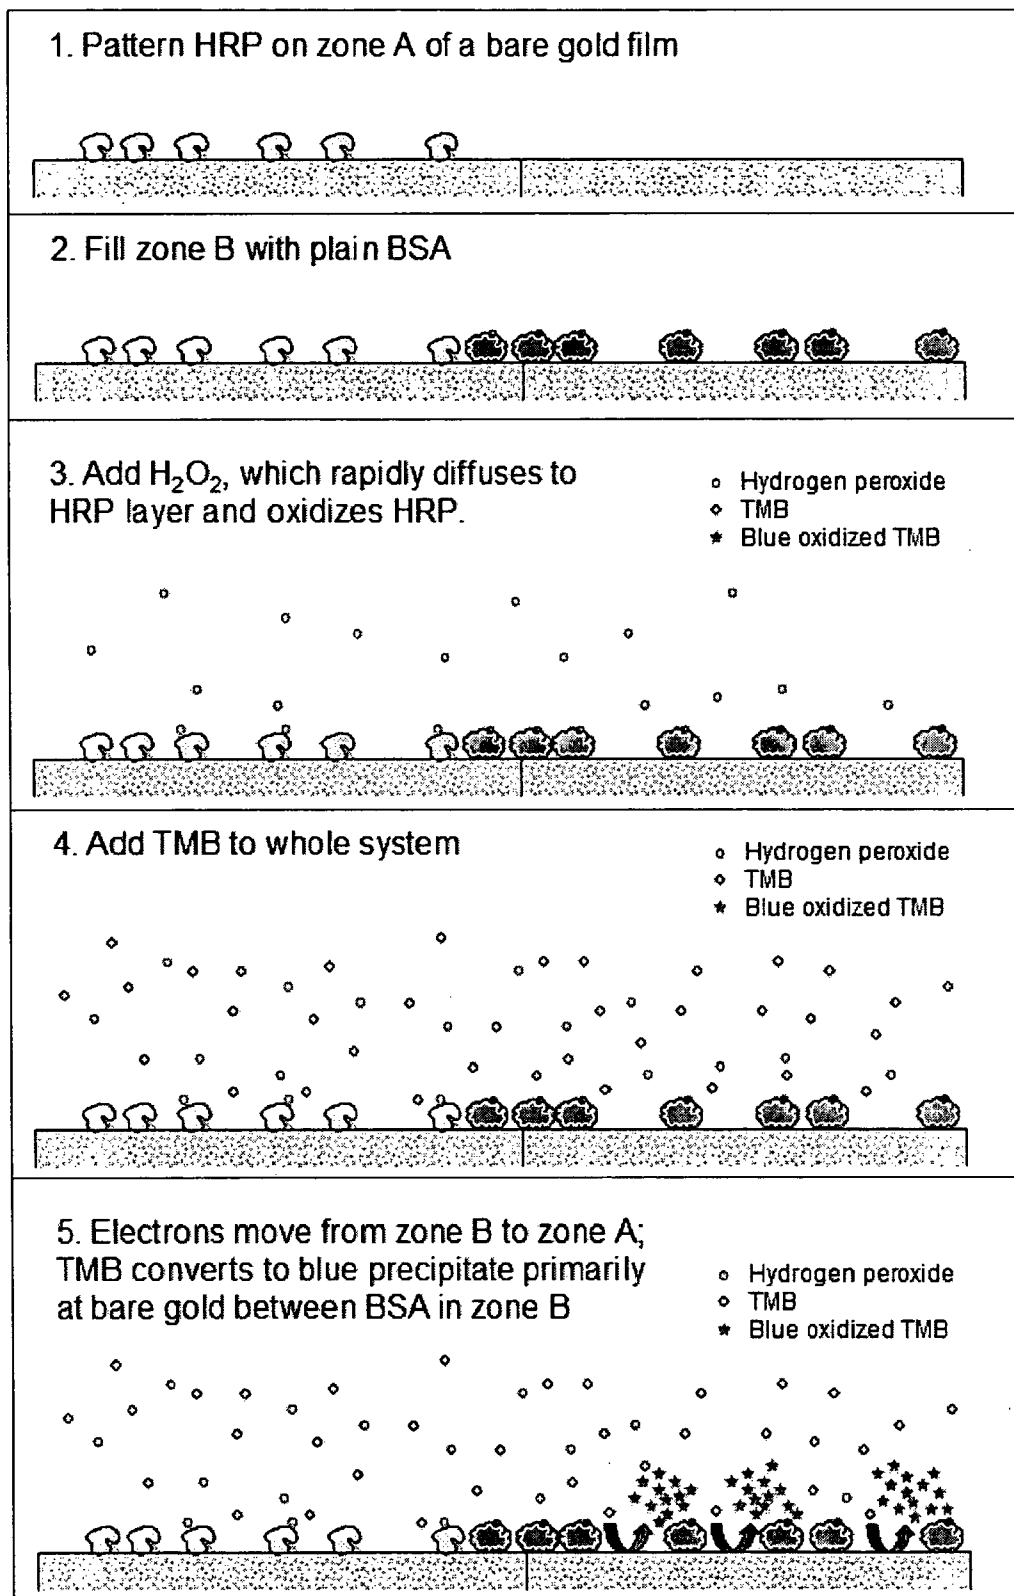 1. Pattern HRP on zone A of a bare gold film
2. Fill zone B with plain BSA
3. Add H₂O₂, which rapidly diffuses to
HRP layer and oxidizes HRP.
Hydrogen peroxide
TMB
Blue oxidized TMB
4. Add TMB to whole system
Hydrogen peroxide
TMB
Blue oxidized TMB
5. Electrons move from zone B to zone A;
TMB converts to blue precipitate primarily
at bare gold between BSA in zone B
Hydrogen peroxide
TMB
Blue oxidized TMB